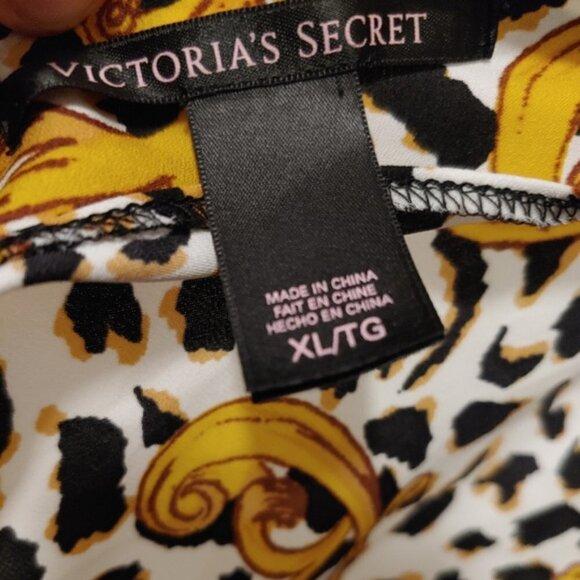 VICTORIA'S SECRET
MADE IN CHINA
FAIT EN CHINE
HECHO EN CHINA
XL/TG